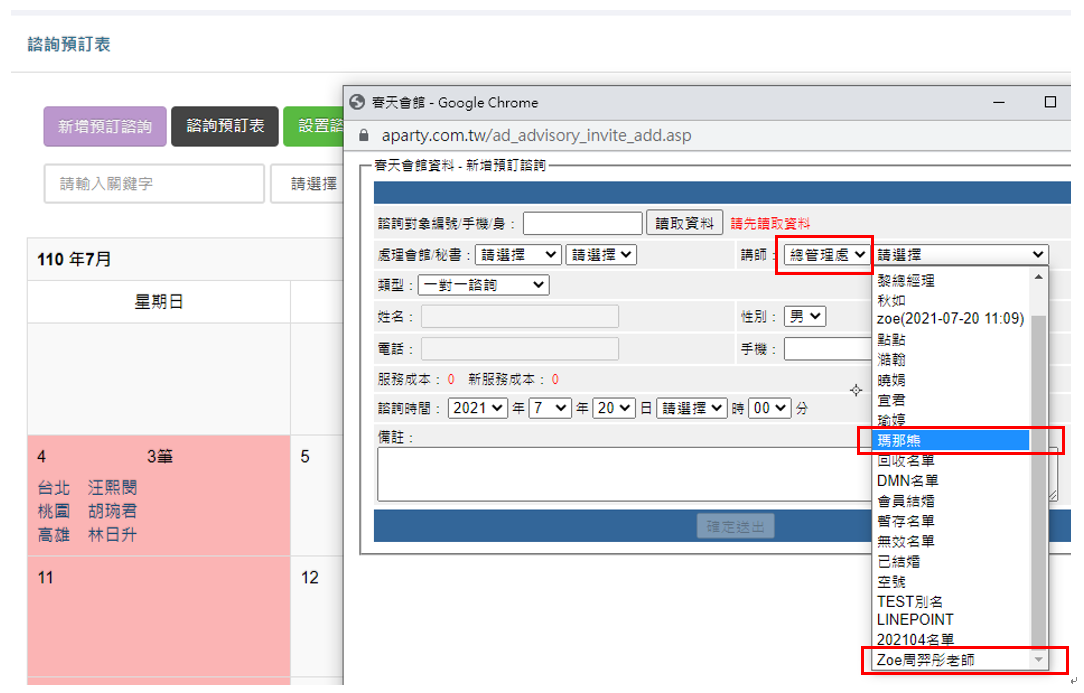 諮詢預訂表
新增預訂諮詢
諮詢預訂表
設置諮
請輸入關鍵字
請選擇
110 年7月
星期日
4 3筆
台北 汪熙閔
桃園 胡琬君
高雄 林日升
5
11
12
春天會館 - Google Chrome
aparty.com.tw/ad_advisory_invite_add.asp
春天會館資料 - 新增預訂諮詢
諮詢對象編號/手機/身： 讀取資料 請先讀取資料
處理會館/秘書： 請選擇 請選擇 講師： 總管理處 請選擇
類型： 一對一諮詢
姓名： 性別： 男
電話： 手機：
服務成本： 0 新服務成本： 0
諮詢時間： 2021 年 7 年 20 日 請選擇 時 00 分
備註：
確定送出
黎總經理
秋如
zoe(2021-07-20 11:09)
點點
澔翰
曉娟
宣君
瑜婷
瑪那熊
回收名單
DMN名單
會員結婚
暫存名單
無效名單
已結婚
空號
TEST別名
LINEPOINT
202104名單
Zoe周羿彤老師